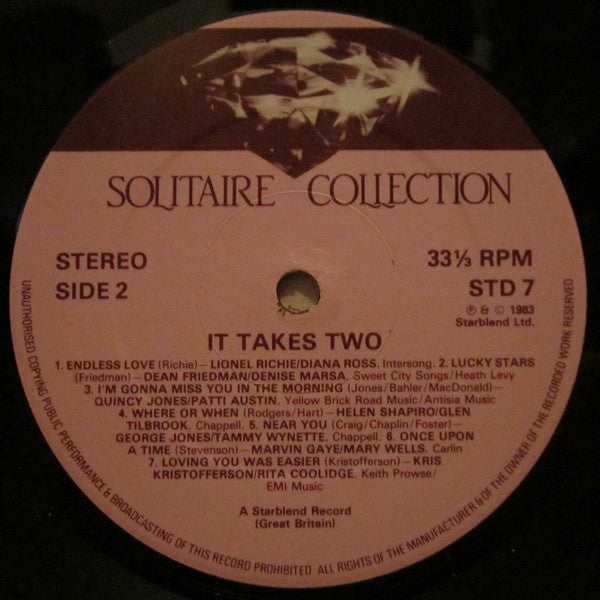 SOLITAIRE COLLECTION
STEREO
SIDE 2
33⅓ RPM
STD 7
℗ & © 1983
Starblend Ltd.
IT TAKES TWO
1. ENDLESS LOVE (Richie)—LIONEL RICHIE/DIANA ROSS. Intersong. 2. LUCKY STARS
(Friedman)—DEAN FRIEDMAN/DENISE MARSA. Sweet City Songs/Heath Levy
3. I'M GONNA MISS YOU IN THE MORNING (Jones/Bahler/MacDonald)—
QUINCY JONES/PATTI AUSTIN. Yellow Brick Road Music/Antisia Music
4. WHERE OR WHEN (Rodgers/Hart)—HELEN SHAPIRO/GLEN
TILBROOK. Chappell. 5. NEAR YOU (Craig/Chaplin/Foster)—
GEORGE JONES/TAMMY WYNETTE. Chappell. 6. ONCE UPON
A TIME (Stevenson)—MARVIN GAYE/MARY WELLS. Carlin
7. LOVING YOU WAS EASIER (Kristofferson)—KRIS
KRISTOFFERSON/RITA COOLIDGE. Keith Prowse/
EMI Music
A Starblend Record
(Great Britain)
UNAUTHORISED COPYING PUBLIC PERFORMANCE & BROADCASTING OF THIS RECORD PROHIBITED ALL RIGHTS OF THE MANUFACTURER & OF THE OWNER OF THE RECORDED WORK RESERVED